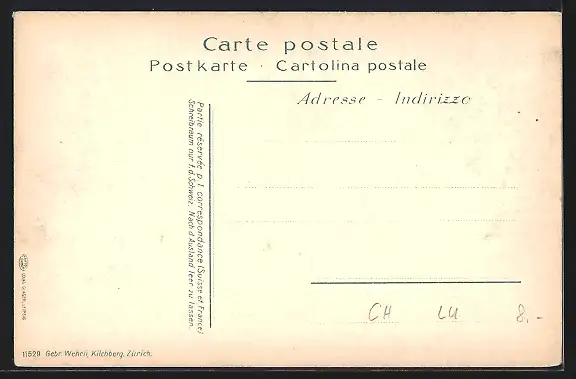 Carte postale
Postkarte · Cartolina postale
Adresse - Indirizzo
Partie réservée p. l. correspondance (Suisse et France)
Schreibraum nur f. d. Schweiz. Nach d Ausland leer zu lassen.
CH LU 8.-
11529 Gebr. Wehrli, Kilchberg, Zürich.